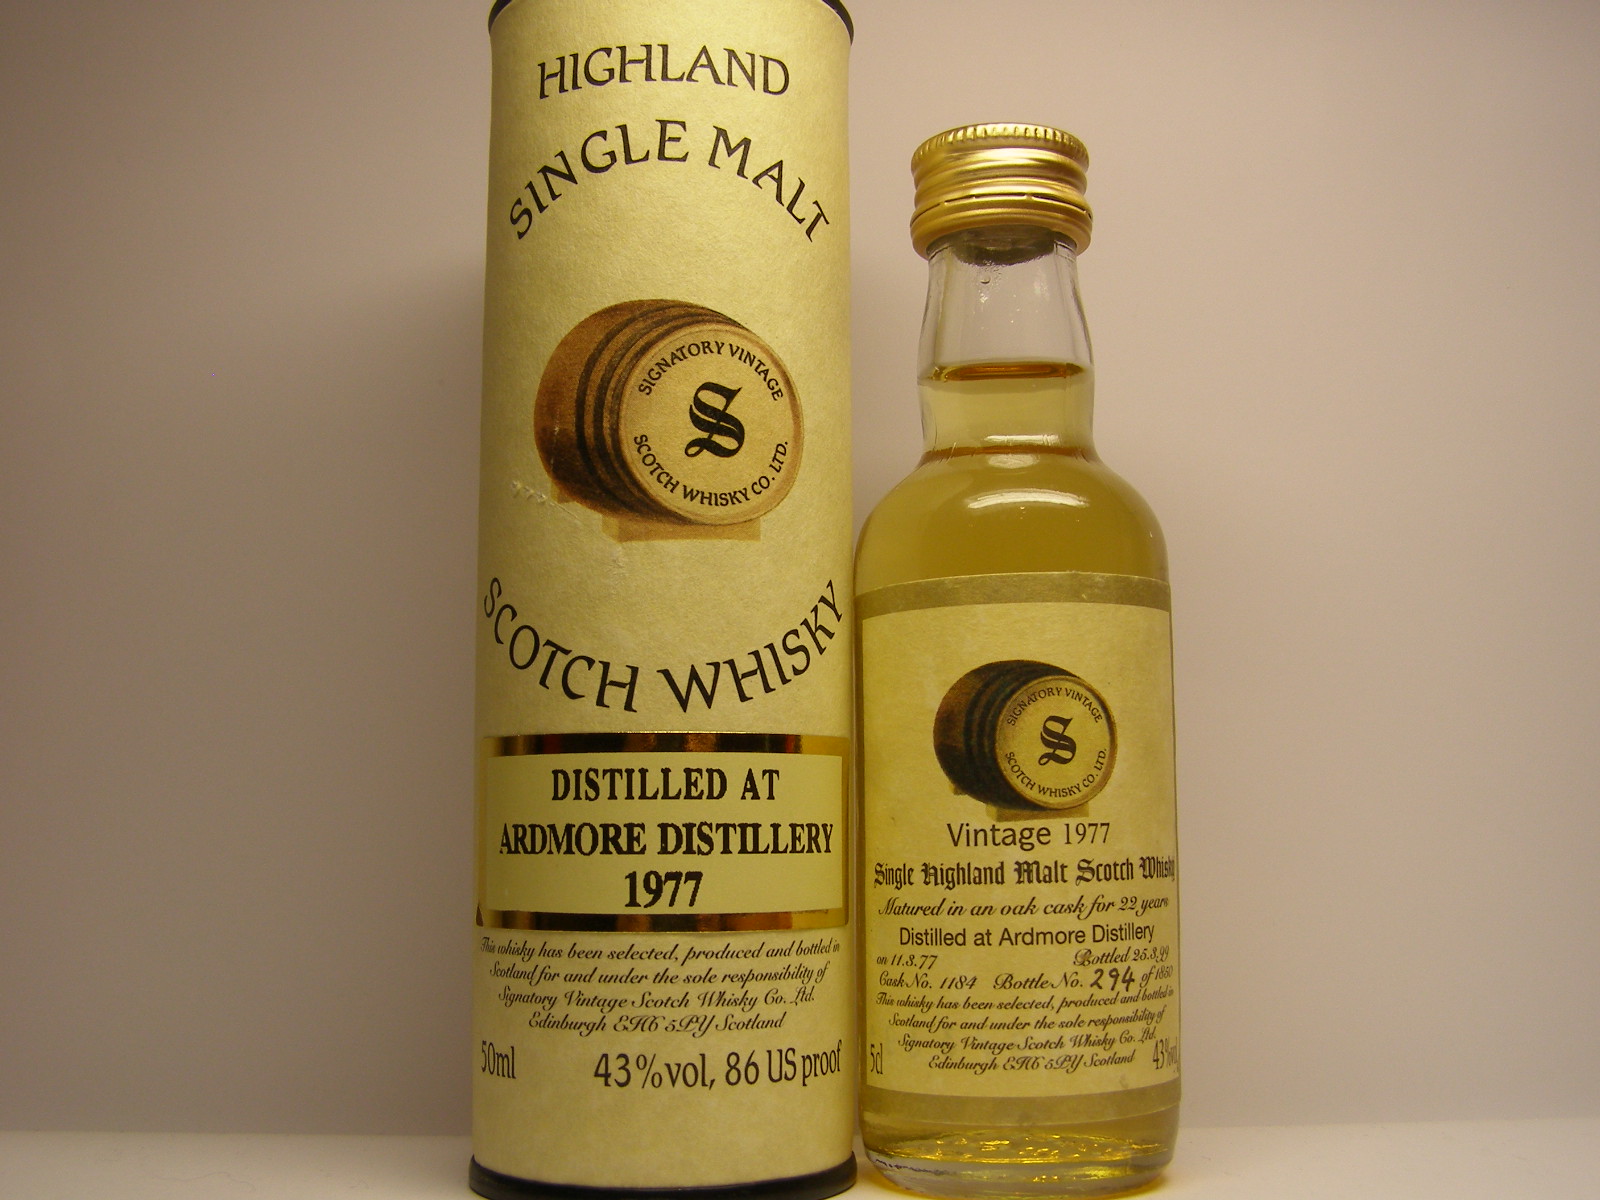 HIGHLAND
SINGLE MALT
SIGNATORY VINTAGE
S
SCOTCH WHISKY CO. LTD.
SCOTCH WHISKY
DISTILLED AT
ARDMORE DISTILLERY
1977
This whisky has been selected, produced and bottled in
Scotland for and under the sole responsibility of
Signatory Vintage Scotch Whisky Co. Ltd.
Edinburgh EH6 5PY Scotland
50ml 43%vol, 86 US proof
SIGNATORY VINTAGE
S
SCOTCH WHISKY CO. LTD.
Vintage 1977
Single Highland Malt Scotch Whisky
Matured in an oak cask for 22 years
Distilled at Ardmore Distillery
on 11.3.77 Bottled 25.3.99
Cask No. 1184 Bottle No. 294 of 1850
This whisky has been selected, produced and bottled in
Scotland for and under the sole responsibility of
Signatory Vintage Scotch Whisky Co. Ltd.
Edinburgh EH6 5PY Scotland
5cl 43%vol